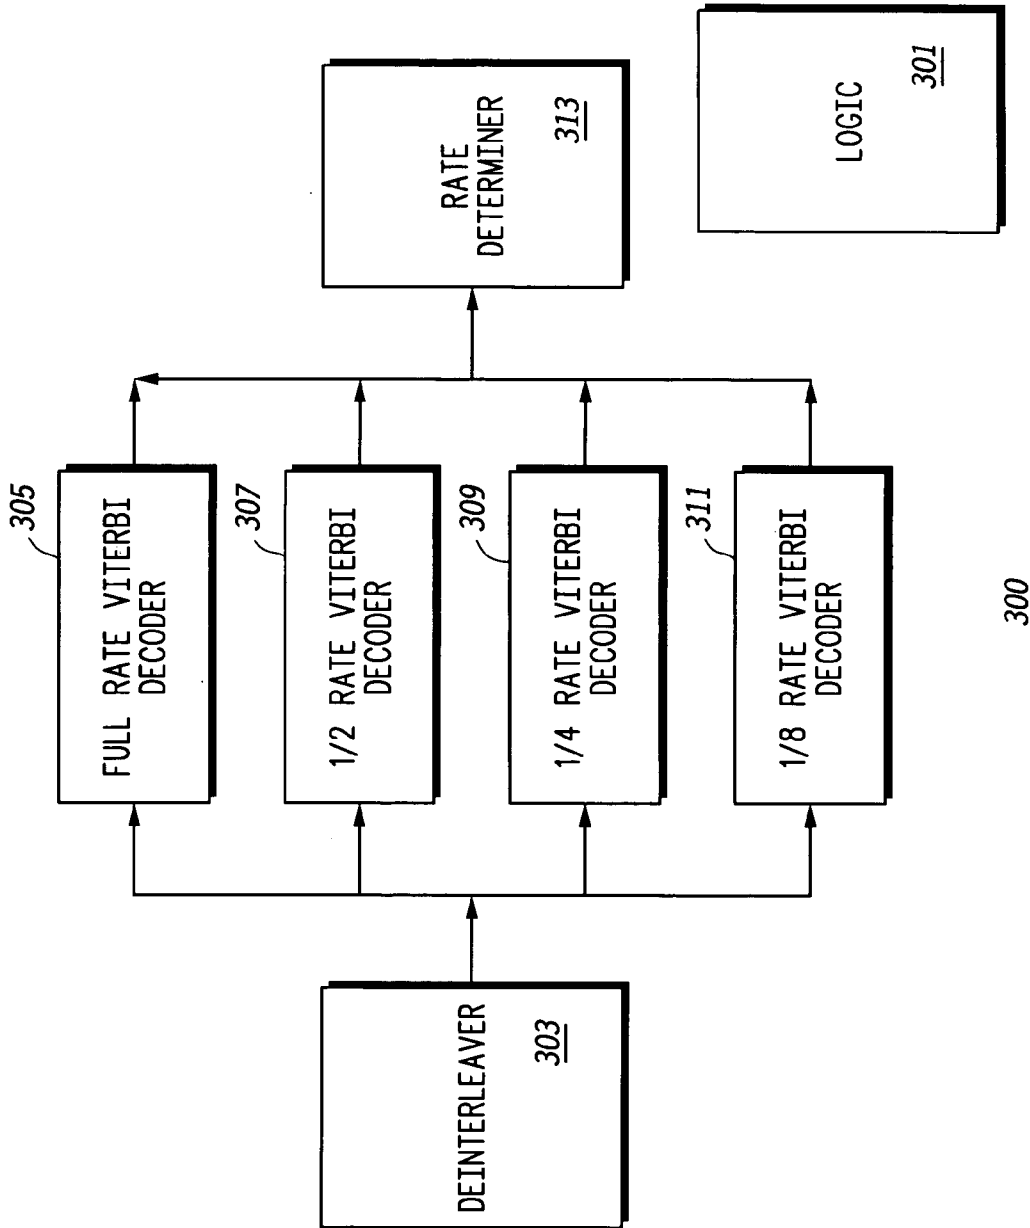 305
FULL RATE VITERBI
DECODER
307
1/2 RATE VITERBI
DECODER
309
1/4 RATE VITERBI
DECODER
311
1/8 RATE VITERBI
DECODER
DEINTERLEAVER
303
RATE
DETERMINER
313
LOGIC
301
300